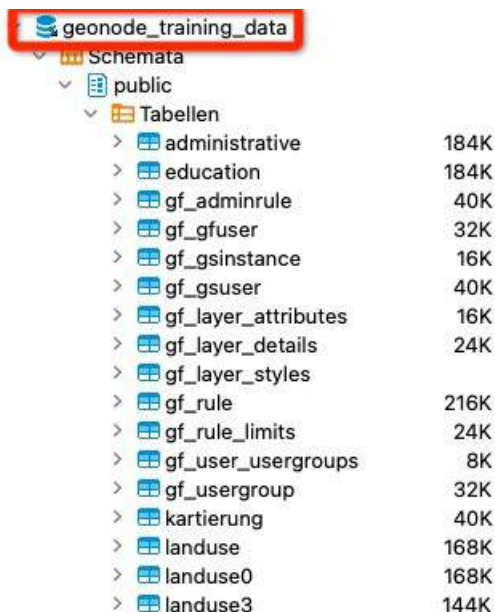 geonode_training_data
Schemata
public
Tabellen
administrative 184K
education 184K
gf_adminrule 40K
gf_gfuser 32K
gf_gsinstance 16K
gf_gsuser 40K
gf_layer_attributes 16K
gf_layer_details 24K
gf_layer_styles
gf_rule 216K
gf_rule_limits 24K
gf_user_usergroups 8K
gf_usergroup 32K
kartierung 40K
landuse 168K
landuse0 168K
landuse3 144K